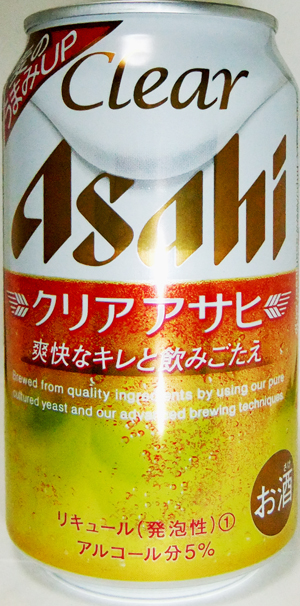 の
うまみUP
Clear
Asahi
クリア アサヒ
爽快なキレと飲みごたえ
Brewed from quality ingredients by using our pure
cultured yeast and our advanced brewing techniques.
お酒
リキュール(発泡性)①
アルコール分5%